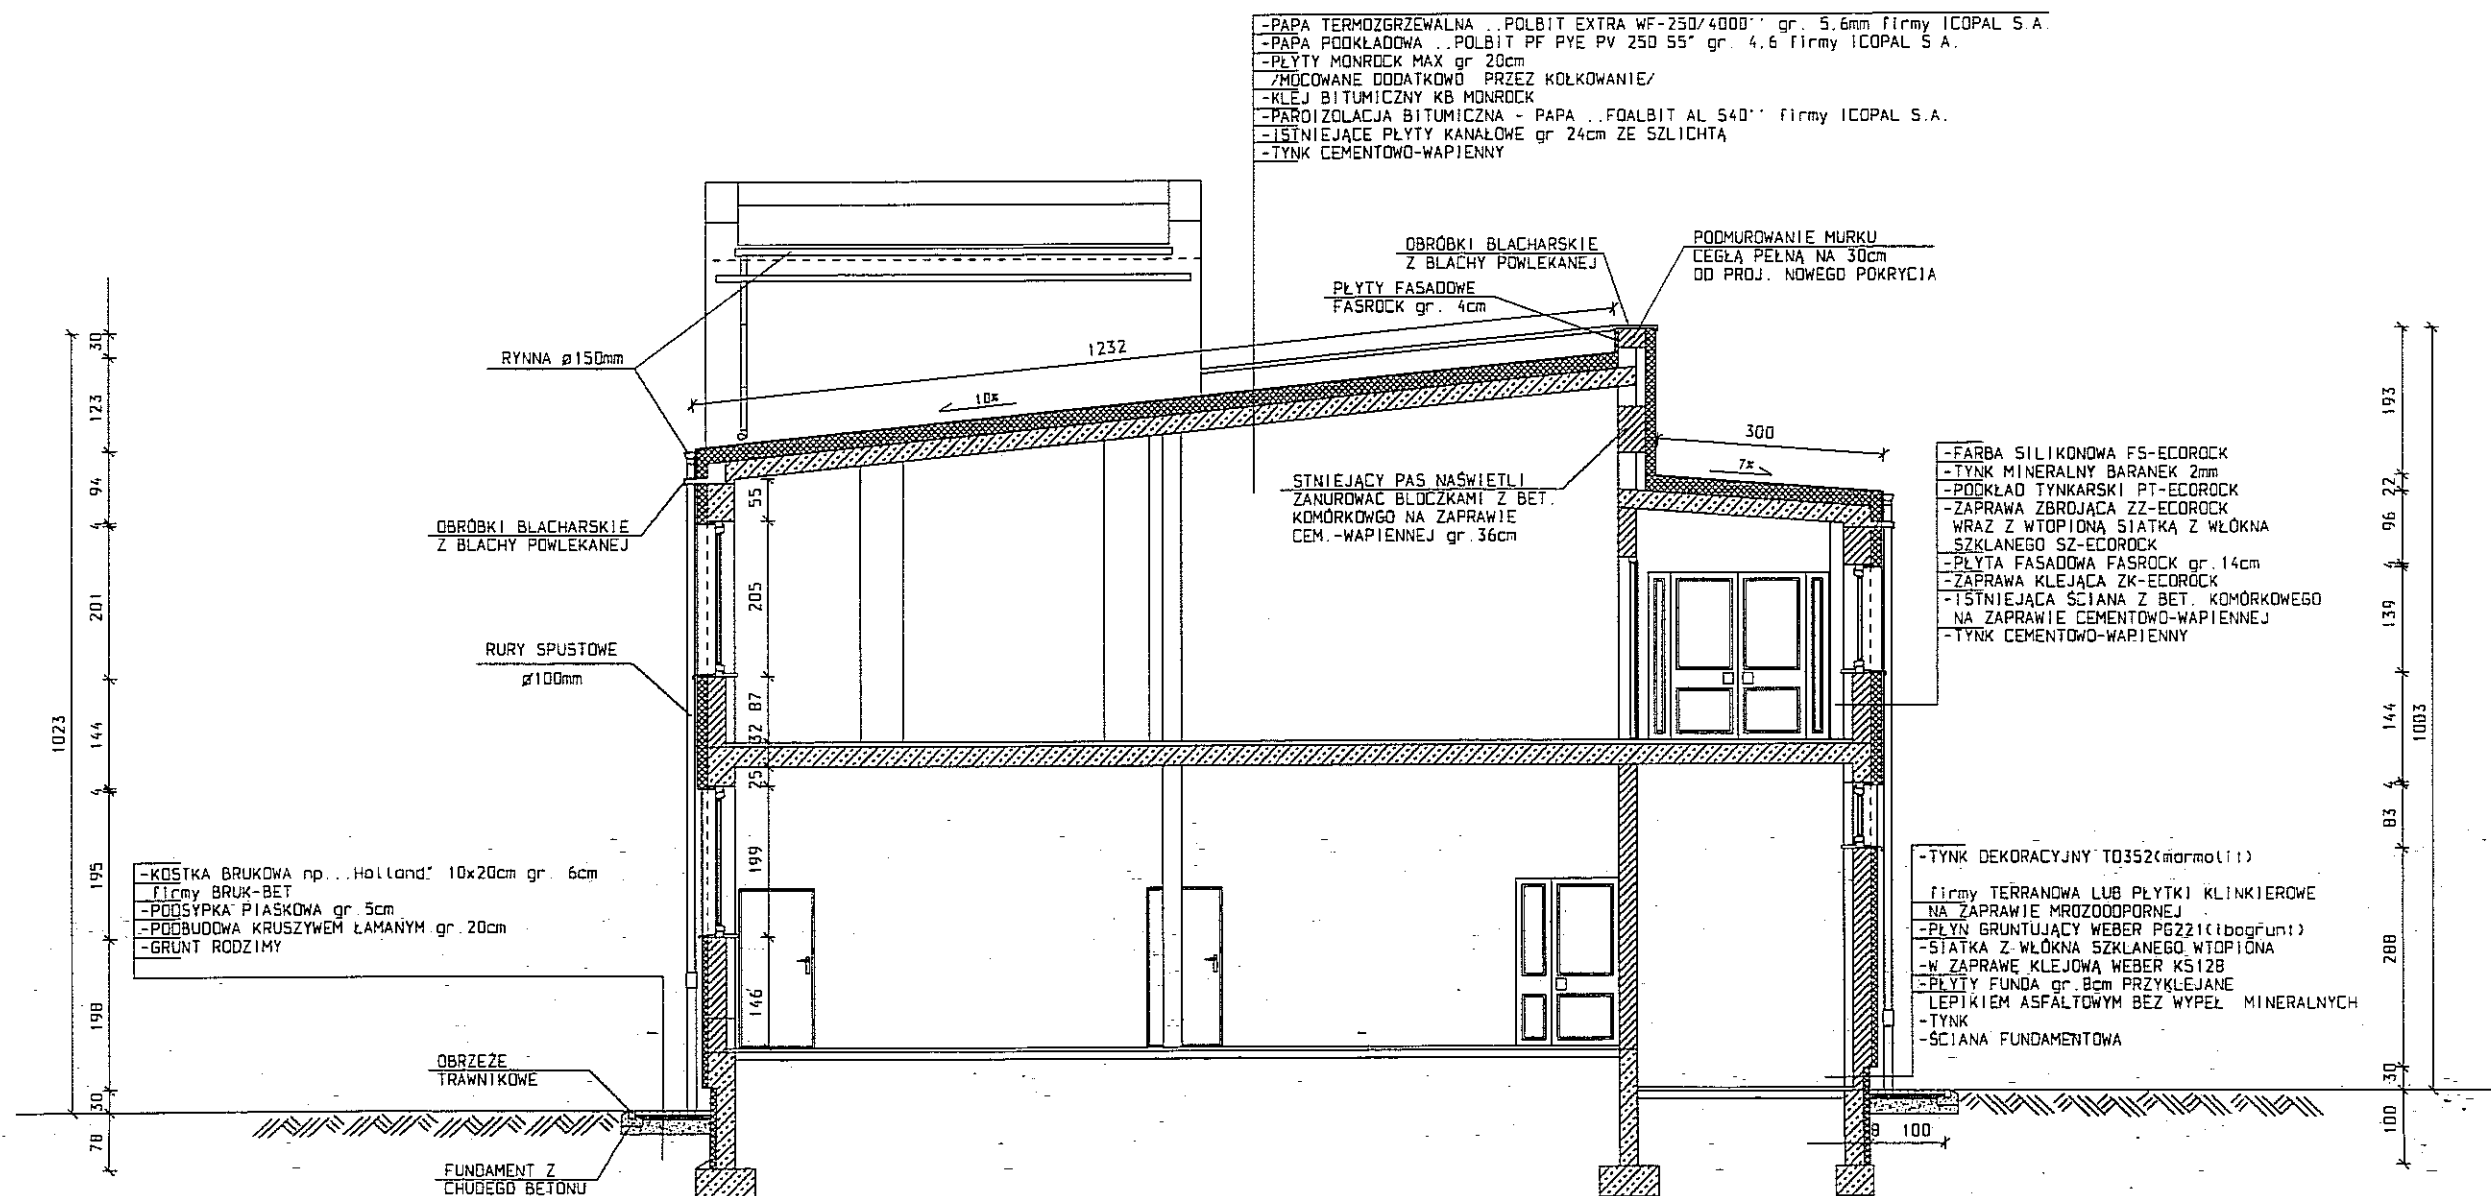 -PAPA TERMOZGRZEWALNA ,,POLBIT EXTRA WF-250/4000'' gr. 5,6mm firmy ICOPAL S.A.
-PAPA PODKŁADOWA ,,POLBIT PF PYE PV 250 S5" gr. 4,6 firmy ICOPAL S A.
-PŁYTY MONROCK MAX gr 20cm
/MOCOWANE DODATKOWO PRZEZ KOŁKOWANIE/
-KLEJ BITUMICZNY KB MONROCK
-PAROIZOLACJA BITUMICZNA - PAPA ,,FOALBIT AL S40'' firmy ICOPAL S.A.
-ISTNIEJĄCE PŁYTY KANAŁOWE gr 24cm ZE SZLICHTĄ
-TYNK CEMENTOWO-WAPIENNY
OBRÓBKI BLACHARSKIE
Z BLACHY POWLEKANEJ
PODMUROWANIE MURKU
CEGŁĄ PEŁNĄ NA 30cm
OD PROJ. NOWEGO POKRYCIA
PŁYTY FASADOWE
FASROCK gr. 4cm
RYNNA ø150mm
1232
10%
300
7%
STNIEJĄCY PAS NAŚWIETLI
ZANUROWAĆ BLOCZKAMI Z BET.
KOMÓRKOWGO NA ZAPRAWIE
CEM.-WAPIENNEJ gr.36cm
OBRÓBKI BLACHARSKIE
Z BLACHY POWLEKANEJ
RURY SPUSTOWE
ø100mm
-FARBA SILIKONOWA FS-ECOROCK
-TYNK MINERALNY BARANEK 2mm
-PODKŁAD TYNKARSKI PT-ECOROCK
-ZAPRAWA ZBROJĄCA ZZ-ECOROCK
WRAZ Z WTOPIONĄ SIATKĄ Z WŁÓKNA
SZKLANEGO SZ-ECOROCK
-PŁYTA FASADOWA FASROCK gr.14cm
-ZAPRAWA KLEJĄCA ZK-ECOROCK
-ISTNIEJĄCA ŚCIANA Z BET. KOMÓRKOWEGO
NA ZAPRAWIE CEMENTOWO-WAPIENNEJ
-TYNK CEMENTOWO-WAPIENNY
-KOSTKA BRUKOWA np.,,Holland" 10x20cm gr. 6cm
firmy BRUK-BET
-PODSYPKA PIASKOWA gr.5cm
-PODBUDOWA KRUSZYWEM ŁAMANYM gr.20cm
-GRUNT RODZIMY
-TYNK DEKORACYJNY TD352(marmolit)
firmy TERRANOVA LUB PŁYTKI KLINKIEROWE
NA ZAPRAWIE MROZOODPORNEJ
-PŁYN GRUNTUJĄCY WEBER PG221(ibogrunt)
-SIATKA Z WŁÓKNA SZKLANEGO WTOPIONA
-W ZAPRAWĘ KLEJOWĄ WEBER KS128
-PŁYTY FUNDA gr.8cm PRZYKLEJANE
LEPIKIEM ASFALTOWYM BEZ WYPEŁ MINERALNYCH
-TYNK
-ŚCIANA FUNDAMENTOWA
OBRZEŻE
TRAWNIKOWE
FUNDAMENT Z
CHUDEGO BETONU
1023
30
123
94
4
201
144
4
195
198
30
78
55
205
87
32
25
199
146
193
22
96
4
139
144
4
83
288
30
100
1003
8 100